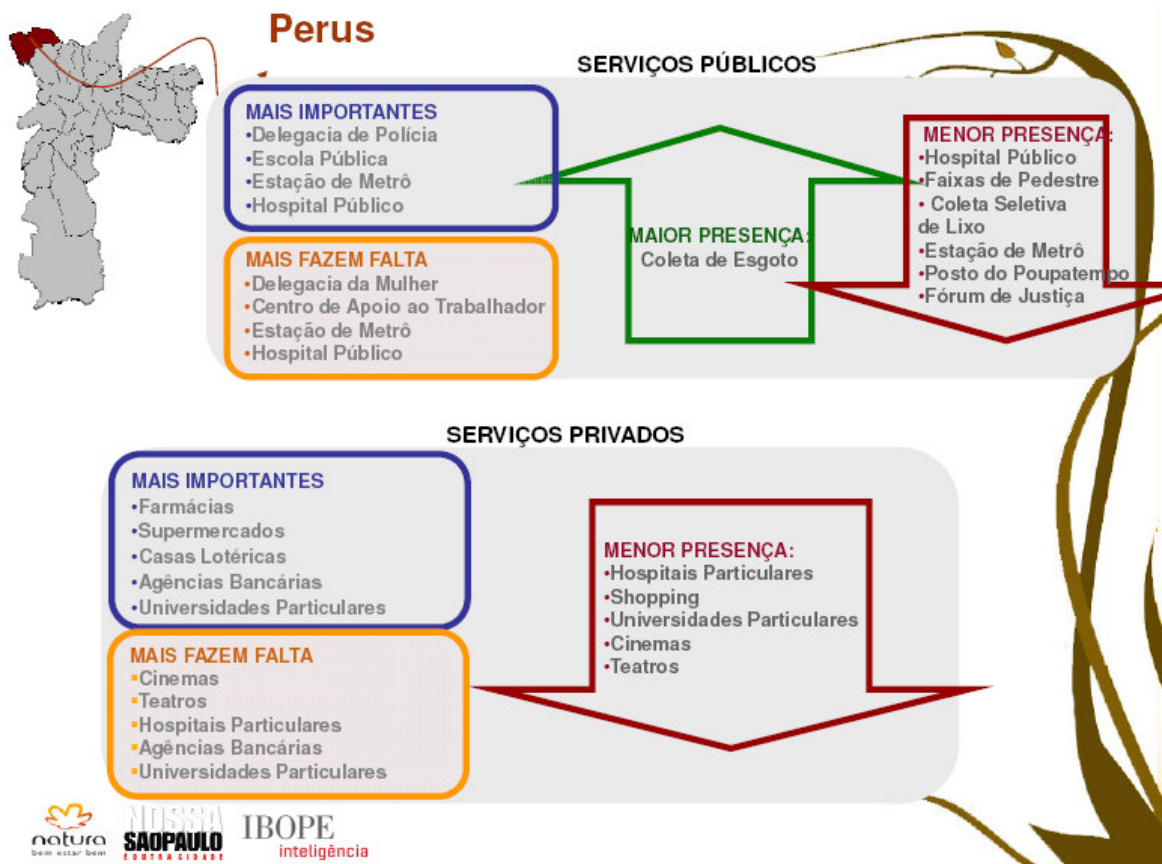 Perus
SERVIÇOS PÚBLICOS
MAIS IMPORTANTES
•Delegacia de Polícia
•Escola Pública
•Estação de Metrô
•Hospital Público
MAIS FAZEM FALTA
•Delegacia da Mulher
•Centro de Apoio ao Trabalhador
•Estação de Metrô
•Hospital Público
MAIOR PRESENÇA:
Coleta de Esgoto
MENOR PRESENÇA:
•Hospital Público
•Faixas de Pedestre
• Coleta Seletiva
de Lixo
•Estação de Metrô
•Posto do Poupatempo
•Fórum de Justiça
SERVIÇOS PRIVADOS
MAIS IMPORTANTES
•Farmácias
•Supermercados
•Casas Lotéricas
•Agências Bancárias
•Universidades Particulares
MAIS FAZEM FALTA
▪Cinemas
▪Teatros
▪Hospitais Particulares
▪Agências Bancárias
▪Universidades Particulares
MENOR PRESENÇA:
•Hospitais Particulares
•Shopping
•Universidades Particulares
•Cinemas
•Teatros
natura
bem estar bem
NOSSA
SÃOPAULO
OUTRA CIDADE
IBOPE
inteligência